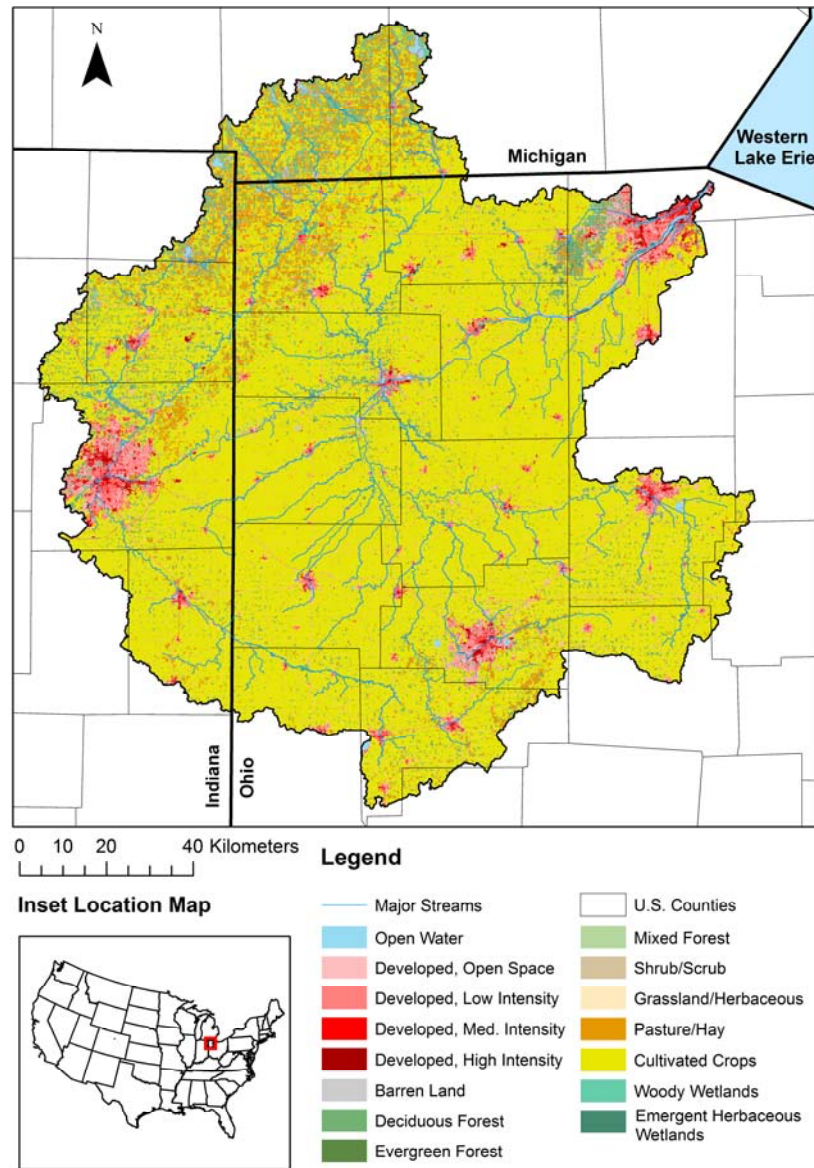 N
Michigan
Western
Lake Erie
Indiana
Ohio
0 10 20 40 Kilometers
Legend
Inset Location Map
Major Streams
Open Water
Developed, Open Space
Developed, Low Intensity
Developed, Med. Intensity
Developed, High Intensity
Barren Land
Deciduous Forest
Evergreen Forest
U.S. Counties
Mixed Forest
Shrub/Scrub
Grassland/Herbaceous
Pasture/Hay
Cultivated Crops
Woody Wetlands
Emergent Herbaceous
Wetlands